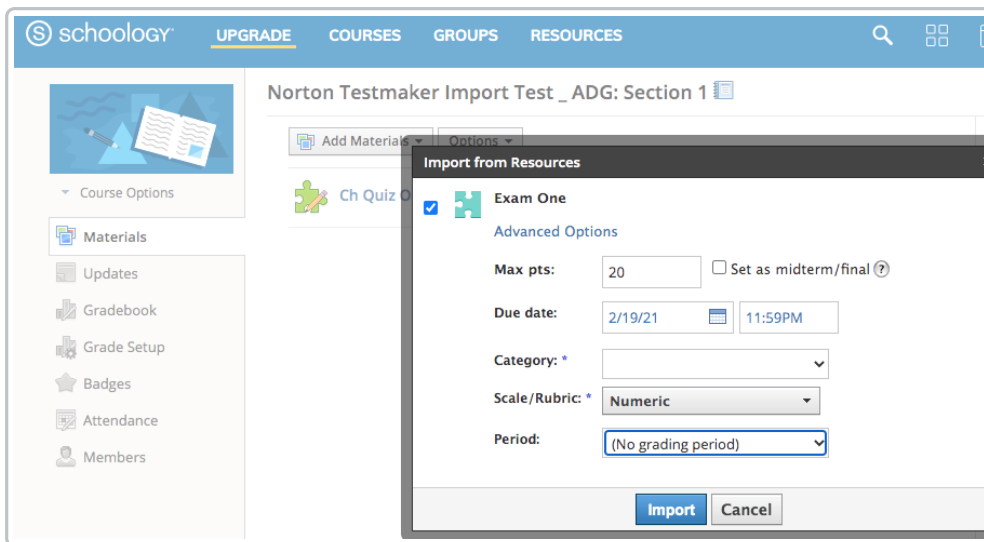 schoology
UPGRADE COURSES GROUPS RESOURCES
Norton Testmaker Import Test _ ADG: Section 1
Add Materials Options
Course Options
Ch Quiz O
Materials
Updates
Gradebook
Grade Setup
Badges
Attendance
Members
Import from Resources
Exam One
Advanced Options
Max pts: 20 Set as midterm/final ?
Due date: 2/19/21 11:59PM
Category: *
Scale/Rubric: * Numeric
Period: (No grading period)
Import Cancel